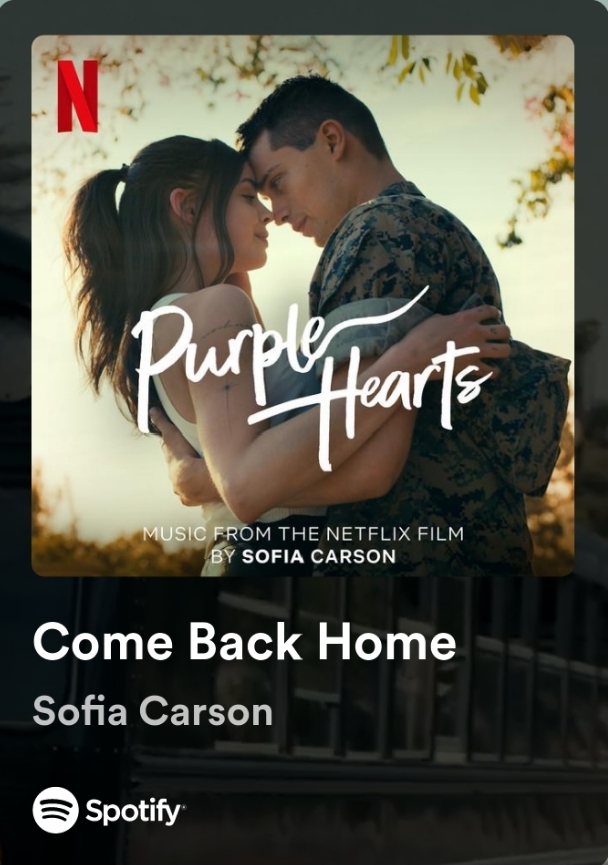 N
Purple
Hearts
MUSIC FROM THE NETFLIX FILM
BY SOFIA CARSON
Come Back Home
Sofia Carson
Spotify